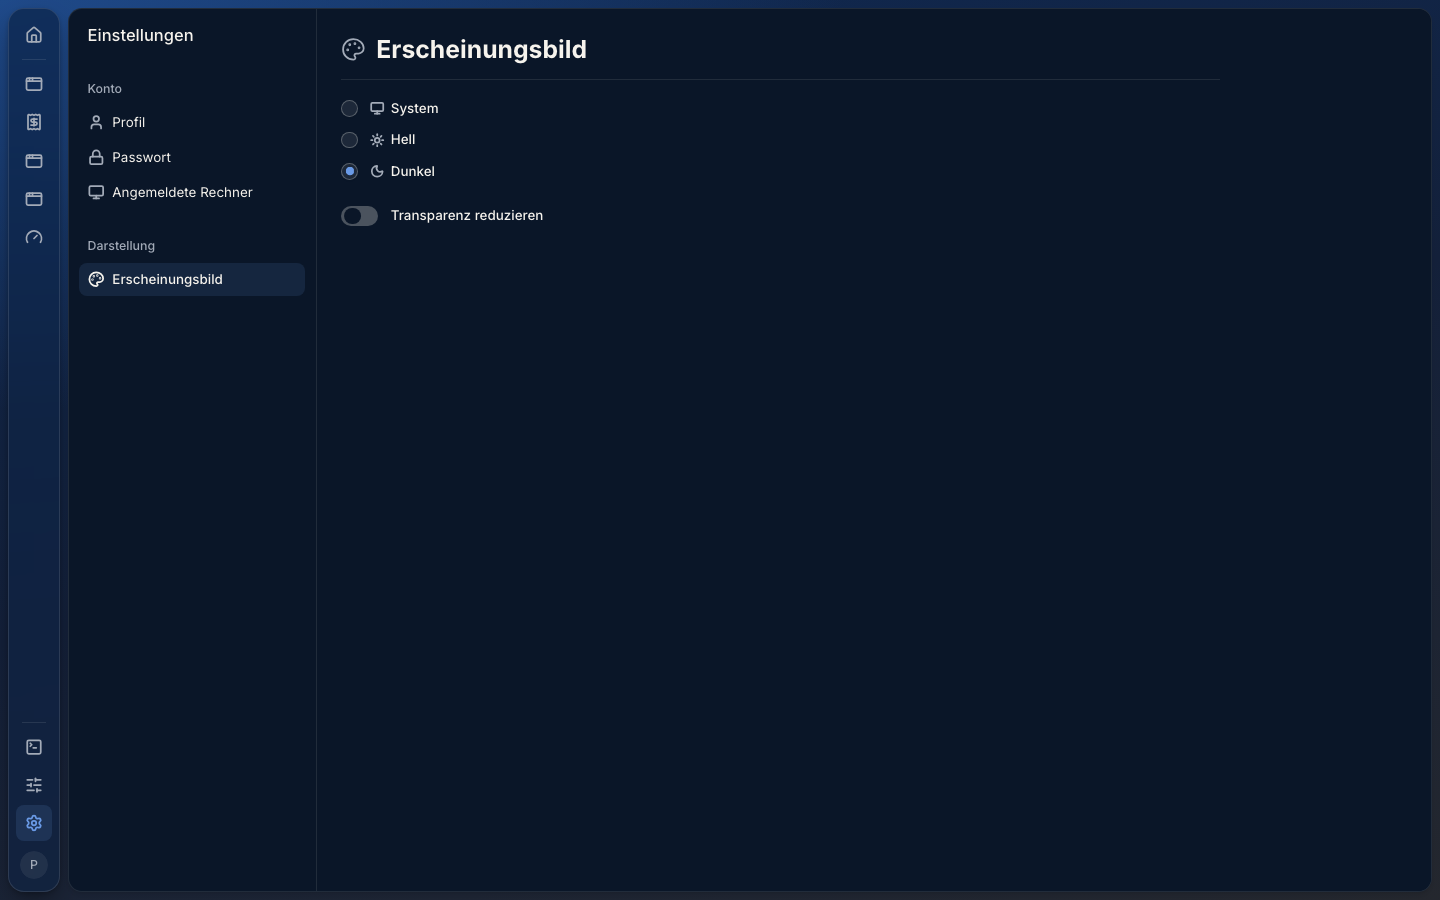 Einstellungen
Konto
Profil
Passwort
Angemeldete Rechner
Darstellung
Erscheinungsbild
Erscheinungsbild
System
Hell
Dunkel
Transparenz reduzieren
P